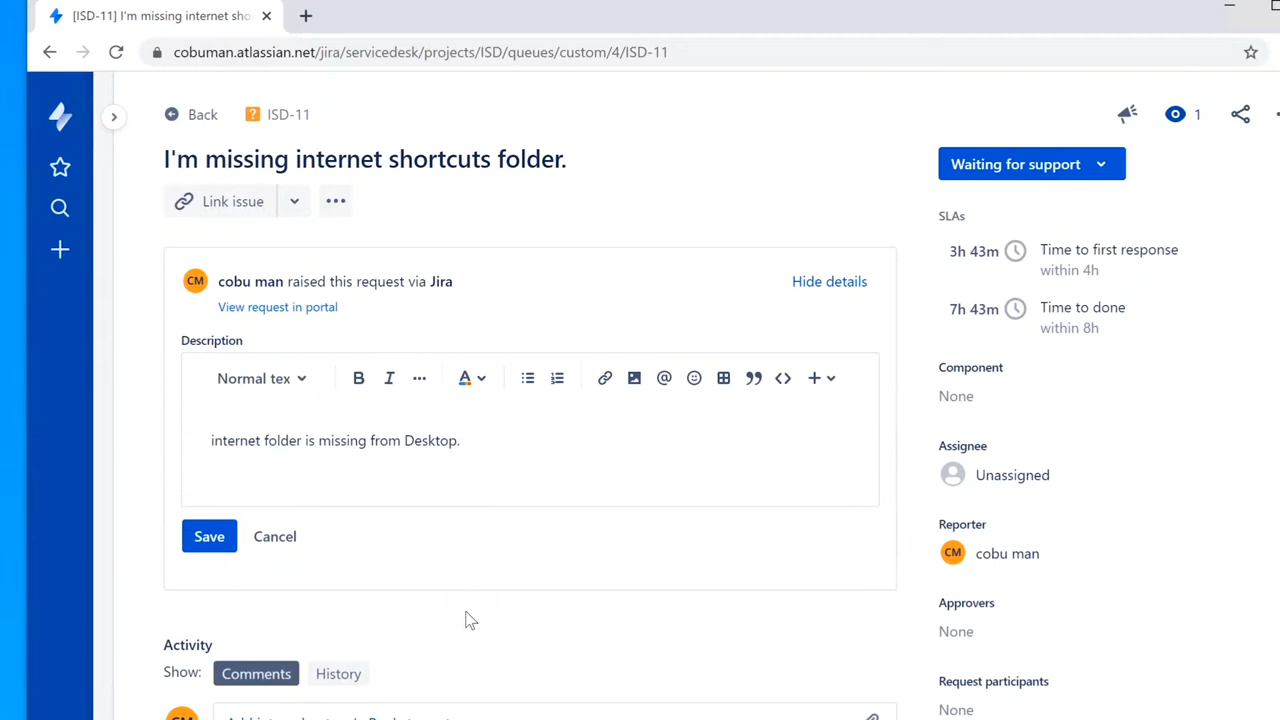 [ISD-11] I'm missing internet sho
cobuman.atlassian.net/jira/servicedesk/projects/ISD/queues/custom/4/ISD-11
Back
ISD-11
1
I'm missing internet shortcuts folder.
Waiting for support
Link issue
SLAs
3h 43m
Time to first response
within 4h
CM
cobu man raised this request via Jira
Hide details
View request in portal
7h 43m
Time to done
within 8h
Description
Normal tex
B
I
A
Component
None
internet folder is missing from Desktop.
Assignee
Unassigned
Save
Cancel
Reporter
CM
cobu man
Approvers
None
Activity
Show:
Comments
History
Request participants
None
CM